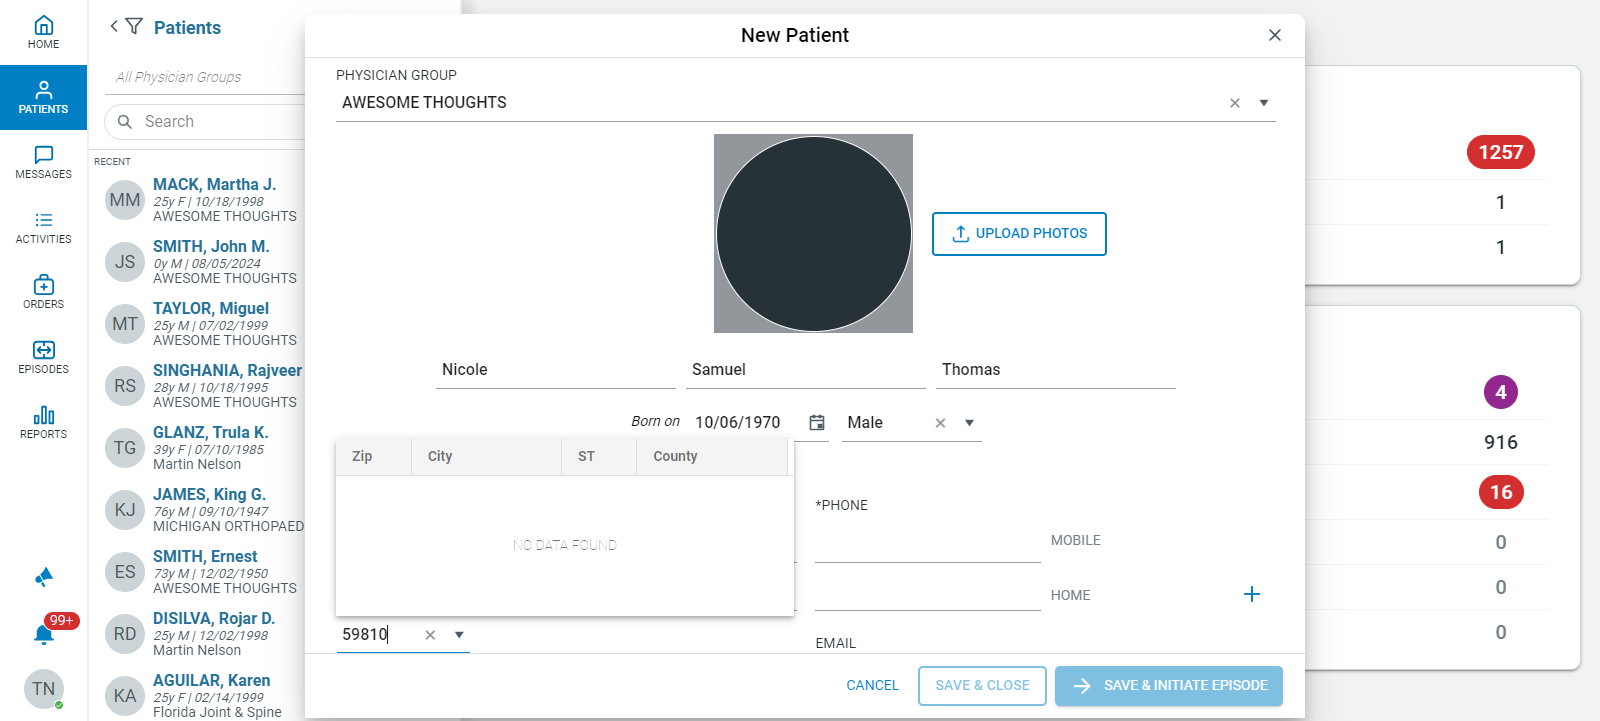 HOME
PATIENTS
MESSAGES
ACTIVITIES
ORDERS
EPISODES
REPORTS
99+
TN
Patients
All Physician Groups
Search
RECENT
MM
MACK, Martha J.
25y F | 10/18/1998
AWESOME THOUGHTS
JS
SMITH, John M.
0y M | 08/05/2024
AWESOME THOUGHTS
MT
TAYLOR, Miguel
25y M | 07/02/1999
AWESOME THOUGHTS
RS
SINGHANIA, Rajveer
28y M | 10/18/1995
AWESOME THOUGHTS
TG
GLANZ, Trula K.
39y F | 07/10/1985
Martin Nelson
KJ
JAMES, King G.
76y M | 09/10/1947
MICHIGAN ORTHOPAED
ES
SMITH, Ernest
73y M | 12/02/1950
AWESOME THOUGHTS
RD
DISILVA, Rojar D.
25y M | 12/02/1998
Martin Nelson
KA
AGUILAR, Karen
25y F | 02/14/1999
Florida Joint & Spine
New Patient
PHYSICIAN GROUP
AWESOME THOUGHTS
UPLOAD PHOTOS
Nicole Samuel Thomas
Born on 10/06/1970 Male
Zip City ST County
NO DATA FOUND
59810
*PHONE
MOBILE
HOME
EMAIL
CANCEL SAVE & CLOSE SAVE & INITIATE EPISODE
1257
1
1
4
916
16
0
0
0